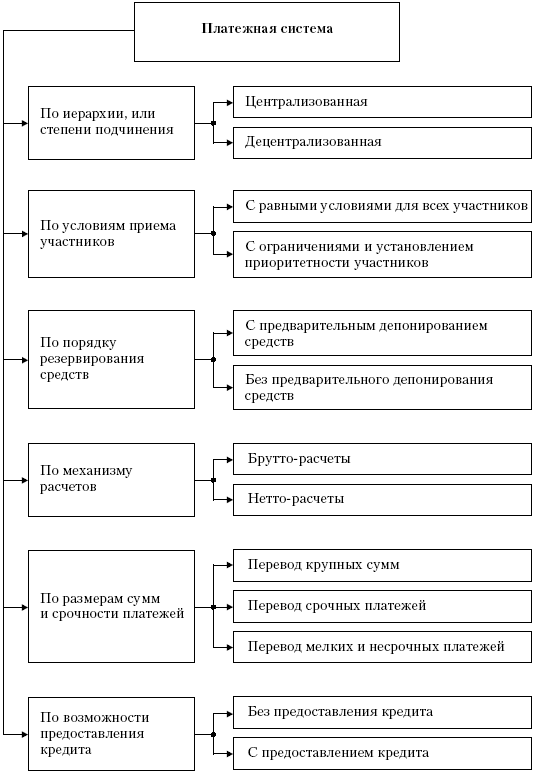 Платежная система
По иерархии, или
степени подчинения
Централизованная
Децентрализованная
По условиям приема
участников
С равными условиями для всех участников
С ограничениями и установлением
приоритетности участников
По порядку
резервирования
средств
С предварительным депонированием
средств
Без предварительного депонирования
средств
По механизму
расчетов
Брутто-расчеты
Нетто-расчеты
По размерам сумм
и срочности платежей
Перевод крупных сумм
Перевод срочных платежей
Перевод мелких и несрочных платежей
По возможности
предоставления
кредита
Без предоставления кредита
С предоставлением кредита